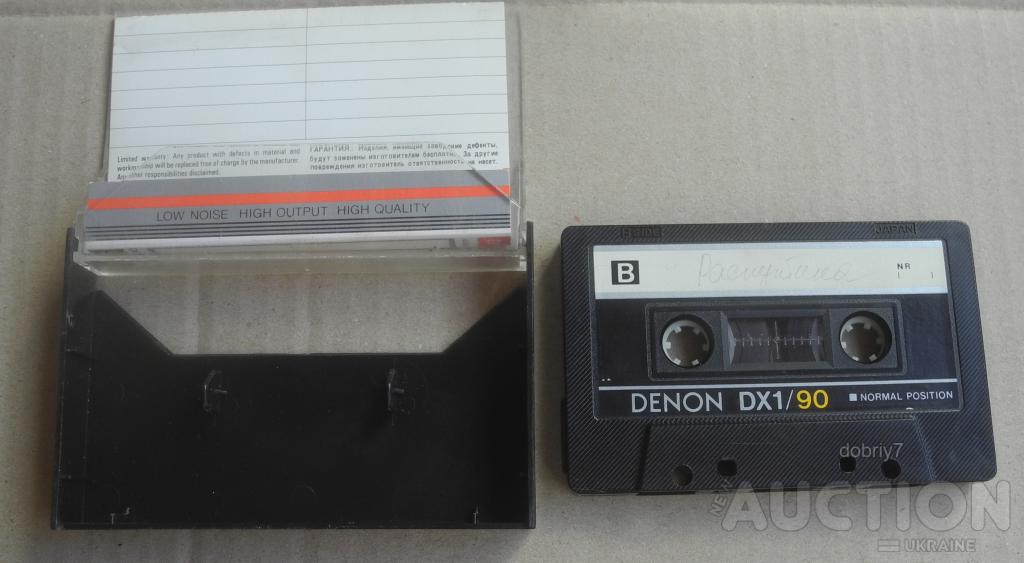 Limited warranty: Any product with defects in material and
workmanship will be replaced free of charge by the manufacturer.
Any other responsibilities disclaimed.
ГАРАНТИЯ: Изделия, имеющие заводские дефекты,
будут заменены изготовителем бесплатно. За другие
повреждения изготовитель ответственность не несет.
LOW NOISE HIGH OUTPUT HIGH QUALITY
JAPAN
B
NR
DENON DX1/90
NORMAL POSITION
dobriy7
NEW
AUCTION
UKRAINE